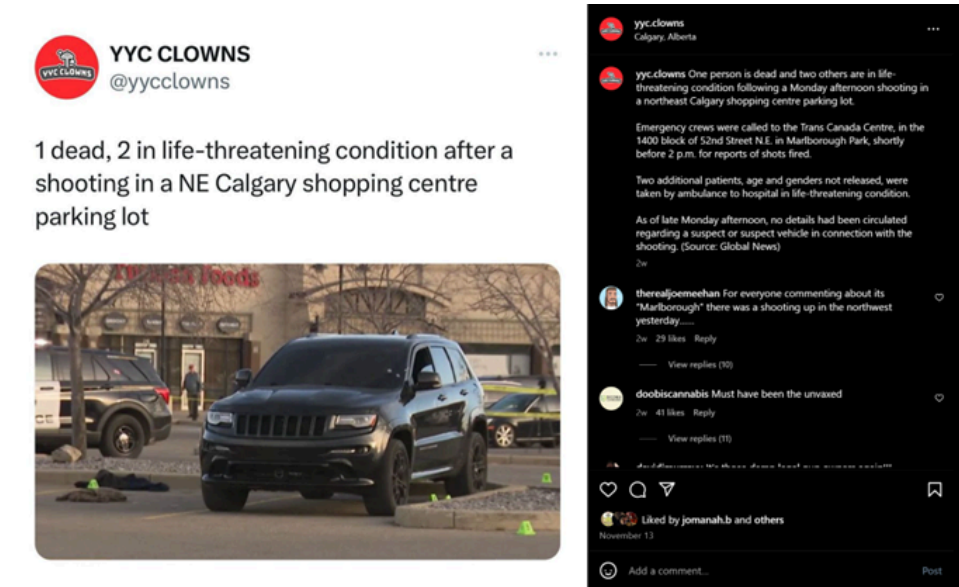 YYC CLOWNS
YYC CLOWNS
@yycclowns
1 dead, 2 in life-threatening condition after a
shooting in a NE Calgary shopping centre
parking lot
Foods
yyc.clowns
Calgary, Alberta
yyc.clowns One person is dead and two others are in life-
threatening condition following a Monday afternoon shooting in
a northeast Calgary shopping centre parking lot.
Emergency crews were called to the Trans Canada Centre, in the
1400 block of 52nd Street N.E. in Marlborough Park, shortly
before 2 p.m. for reports of shots fired.
Two additional patients, age and genders not released, were
taken by ambulance to hospital in life-threatening condition.
As of late Monday afternoon, no details had been circulated
regarding a suspect or suspect vehicle in connection with the
shooting. (Source: Global News)
2w
therealjoemeehan For everyone commenting about its
"Marlborough" there was a shooting up in the northwest
yesterday.....
2w 29 likes Reply
View replies (10)
doobiscannabis Must have been the unvaxed
2w 41 likes Reply
View replies (11)
Liked by jomanah.b and others
November 13
Add a comment...
Post